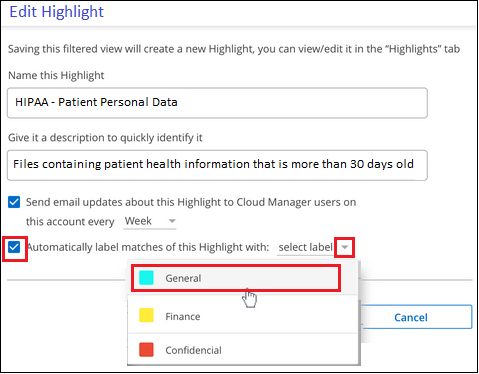 Edit Highlight
Saving this filtered view will create a new Highlight, you can view/edit it in the “Highlights” tab
Name this Highlight
HIPAA - Patient Personal Data
Give it a description to quickly identify it
Files containing patient health information that is more than 30 days old
Send email updates about this Highlight to Cloud Manager users on
this account every Week
Automatically label matches of this Highlight with: select label
General
Finance
Cancel
Confidencial